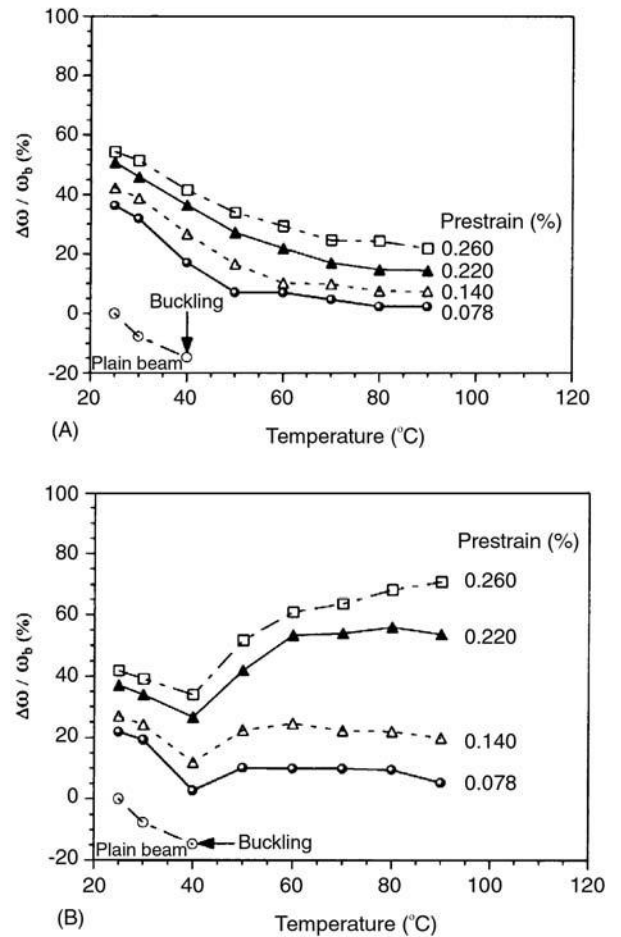 100
80
60
40
20
0
-20
Δω / ωb (%)
Prestrain (%)
0.260
0.220
0.140
0.078
Buckling
Plain beam
20 40 60 80 100 120
(A)
Temperature (°C)
100
80
60
40
20
0
-20
Δω / ωb (%)
Prestrain (%)
0.260
0.220
0.140
0.078
Buckling
Plain beam
20 40 60 80 100 120
Temperature (°C)
(B)